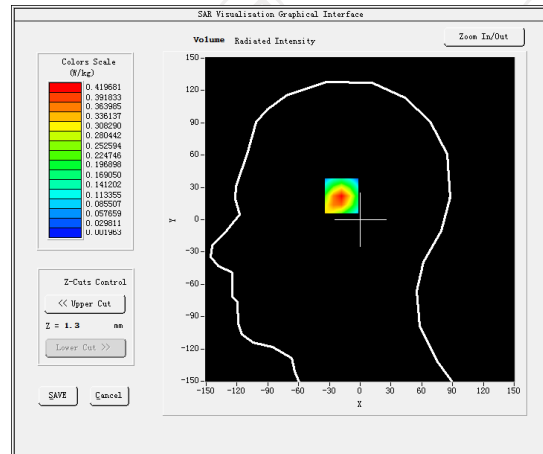 SAR Visualisation Graphical Interface
Volume Radiated Intensity
Zoom In/Out
Colors Scale
(W/kg)
0.419681
0.391833
0.363985
0.336137
0.308290
0.280442
0.252594
0.224746
0.196898
0.169050
0.141202
0.113355
0.085507
0.057659
0.029811
0.001963
Z-Cuts Control
<< Upper Cut
Z = 1.3 mm
Lower Cut >>
SAVE Cancel
150
120
90
60
30
Y 0
-30
-60
-90
-120
-150
-150 -120 -90 -60 -30 0 30 60 90 120 150
X